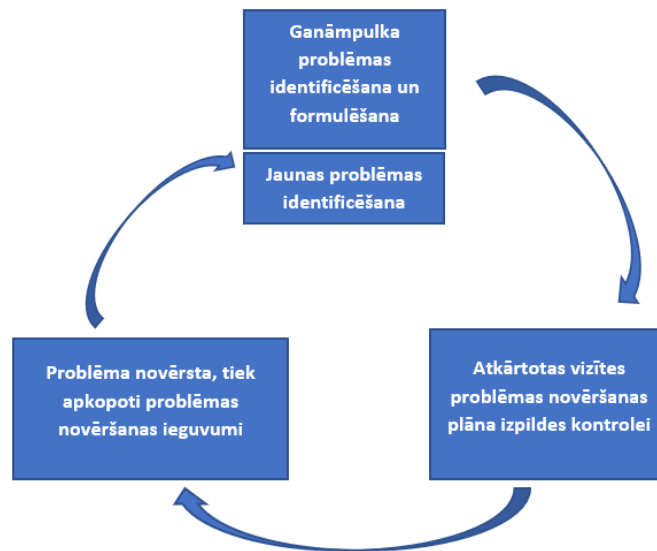 Ganāmpulka
problēmas
identificēšana un
formulēšana
Jaunas problēmas
identificēšana
Atkārtotas vizītes
problēmas novēršanas
plāna izpildes kontrolei
Problēma novērsta, tiek
apkopoti problēmas
novēršanas ieguvumi